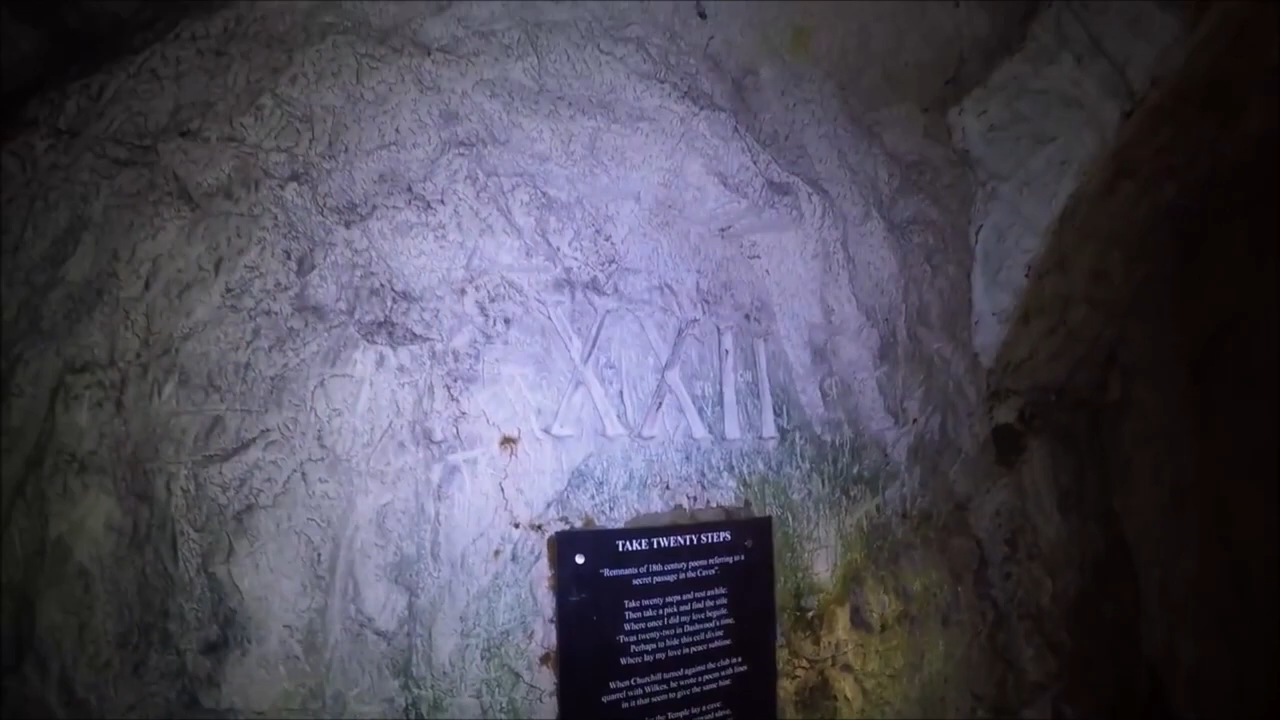 XXII
TAKE TWENTY STEPS
"Remnants of 18th century poems referring to a
secret passage in the Caves".
Take twenty steps and rest awhile:
Then take a pick and find the stile
Where once I did my love beguile.
'Twas twenty-two in Dashwood's time,
Perhaps to hide this cell divine
Where lay my love in peace sublime.
When Churchill turned against the club in a
quarrel with Wilkes, he wrote a poem with lines
in it that seem to give the same hint:
the Temple lay a cave: